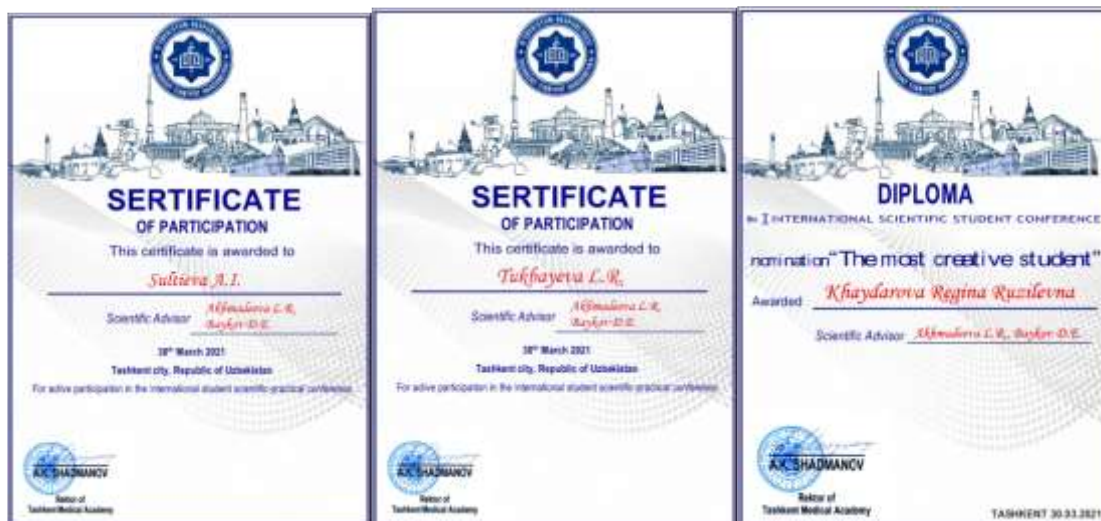 SERTIFICATE
OF PARTICIPATION
This certificate is awarded to
Sultieva A.I.
Scientific Advisor Akhmadeeva L.R,
Baykov D.E.
30th March 2021
Tashkent city, Republic of Uzbekistan
For active participation in the international student scientific-practical conference
A.K. SHADMANOV
Rektor of
Tashkent Medical Academy
SERTIFICATE
OF PARTICIPATION
This certificate is awarded to
Tukbayeva L.R,
Scientific Advisor Akhmadeeva L.R,
Baykov D.E.
30th March 2021
Tashkent city, Republic of Uzbekistan
For active participation in the international student scientific-practical conference
A.K. SHADMANOV
Rektor of
Tashkent Medical Academy
DIPLOMA
I INTERNATIONAL SCIENTIFIC STUDENT CONFERENCE
nomination "The most creative student"
Awarded Khaydarova Regina Ruzilevna
Scientific Advisor Akhmadeeva L.R., Baykov D.E.
A.K. SHADMANOV
Rektor of
Tashkent Medical Academy
TASHKENT 30.03.2021